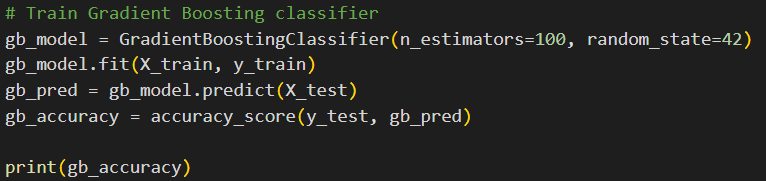 # Train Gradient Boosting classifier
gb_model = GradientBoostingClassifier(n_estimators=100, random_state=42)
gb_model.fit(X_train, y_train)
gb_pred = gb_model.predict(X_test)
gb_accuracy = accuracy_score(y_test, gb_pred)
print(gb_accuracy)